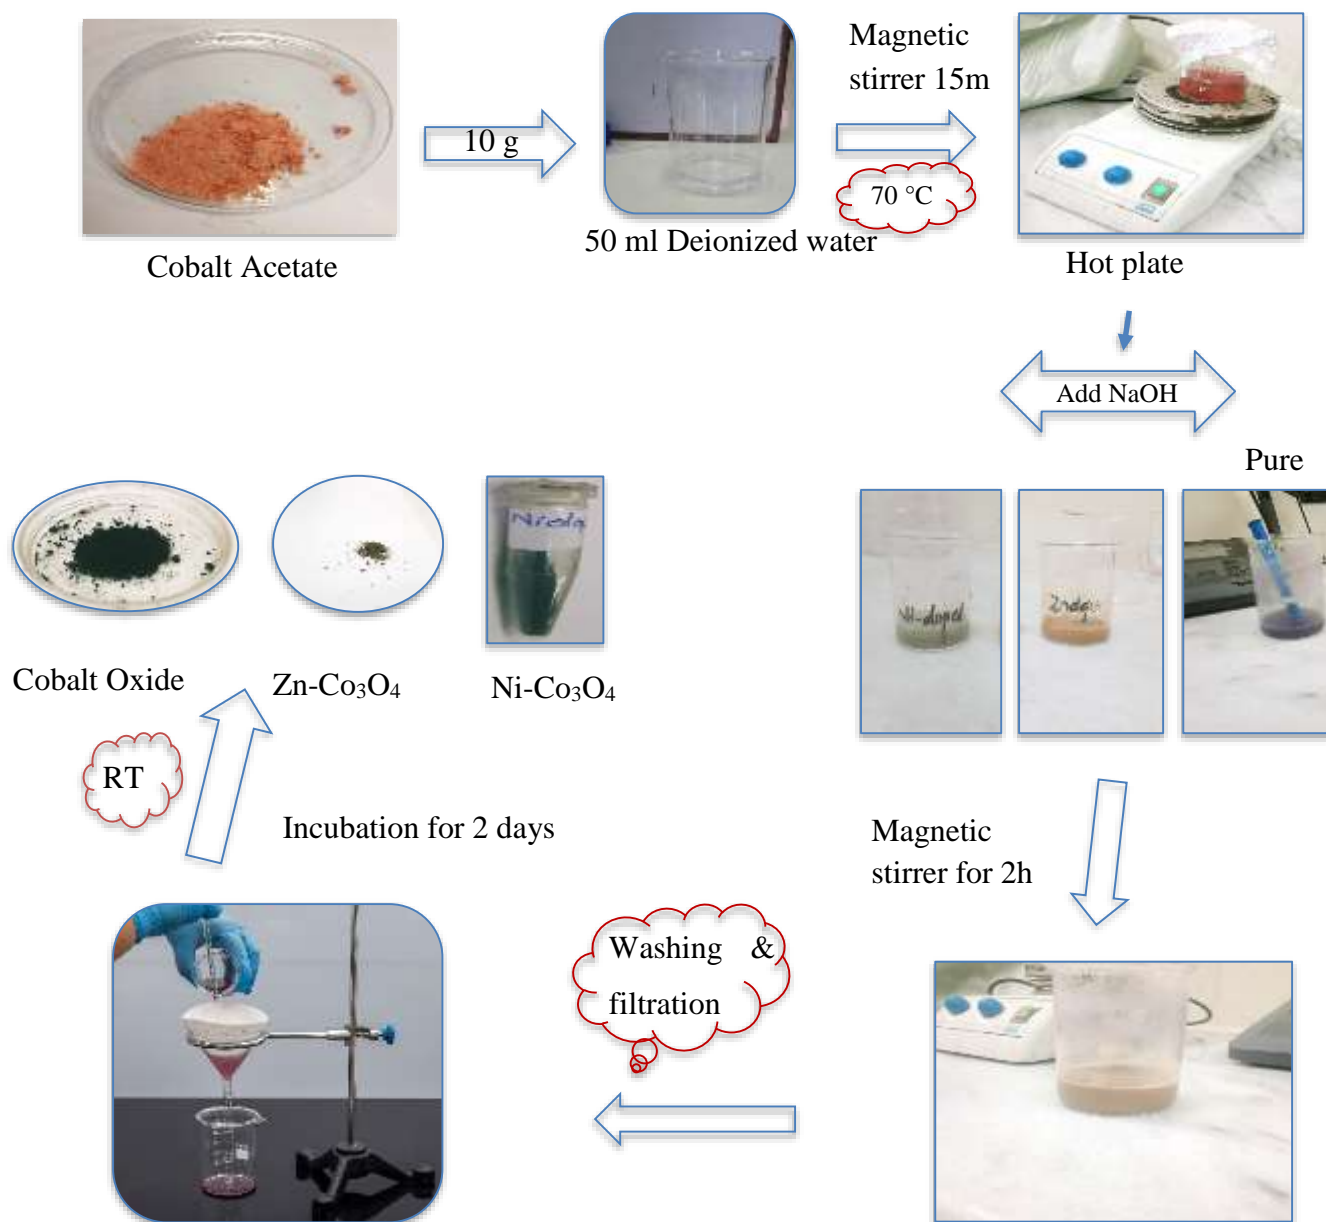 Magnetic
stirrer 15m
10 g
70 °C
50 ml Deionized water
Cobalt Acetate
Hot plate
Add NaOH
Pure
Cobalt Oxide
Zn-Co₃O₄
Ni-Co₃O₄
RT
Incubation for 2 days
Magnetic
stirrer for 2h
Washing &
filtration